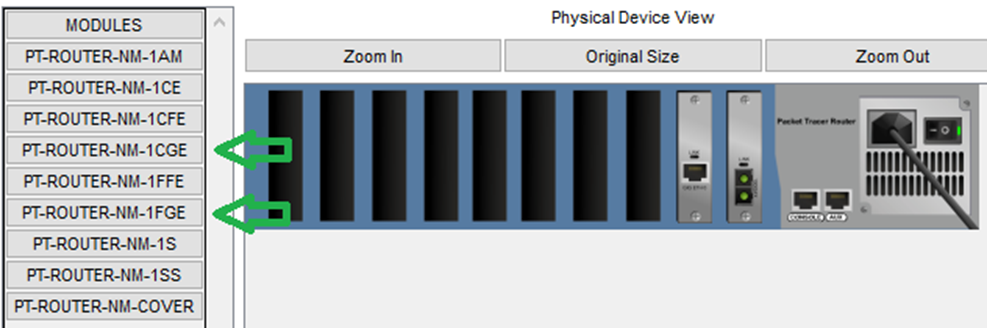 MODULES
PT-ROUTER-NM-1AM
PT-ROUTER-NM-1CE
PT-ROUTER-NM-1CFE
PT-ROUTER-NM-1CGE
PT-ROUTER-NM-1FFE
PT-ROUTER-NM-1FGE
PT-ROUTER-NM-1S
PT-ROUTER-NM-1SS
PT-ROUTER-NM-COVER
Physical Device View
Zoom In
Original Size
Zoom Out
LINK
LINK
Packet Tracer Router
CONSOLE
AUX